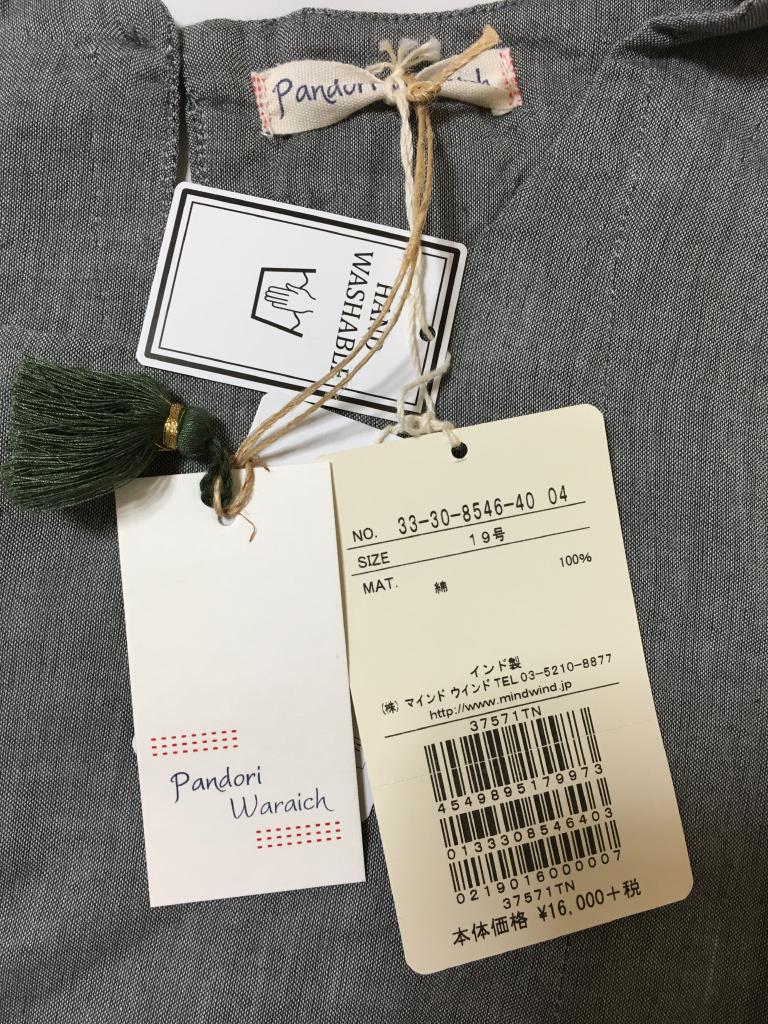 Pandori
HAND
WASHABLE
NO. 33-30-8546-40 04
SIZE 19号
MAT. 綿 100%
インド製
(株) マインド ウインド TEL 03-5210-8877
http://www.mindwind.jp
37571TN
4549895179973
0133308546403
0219016000007
37571TN
本体価格 ¥16,000+税
Pandori
Waraich